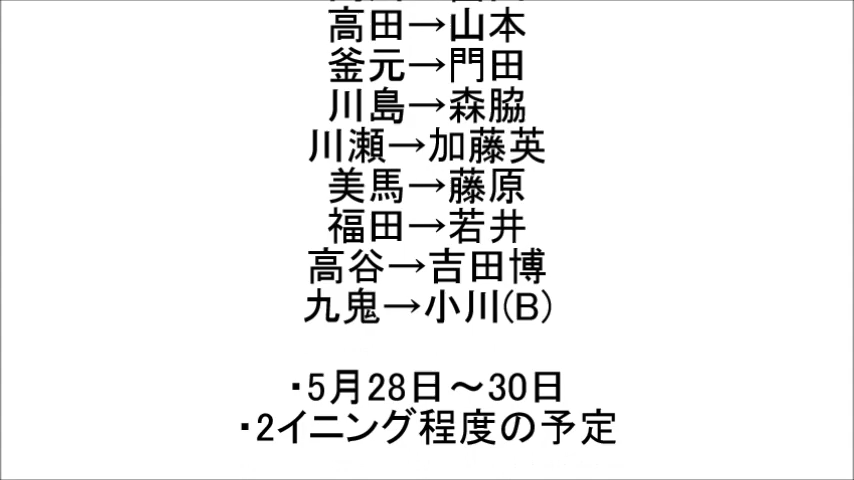 高田→山本
釜元→門田
川島→森脇
川瀬→加藤英
美馬→藤原
福田→若井
高谷→吉田博
九鬼→小川(B)
・5月28日～30日
・2イニング程度の予定